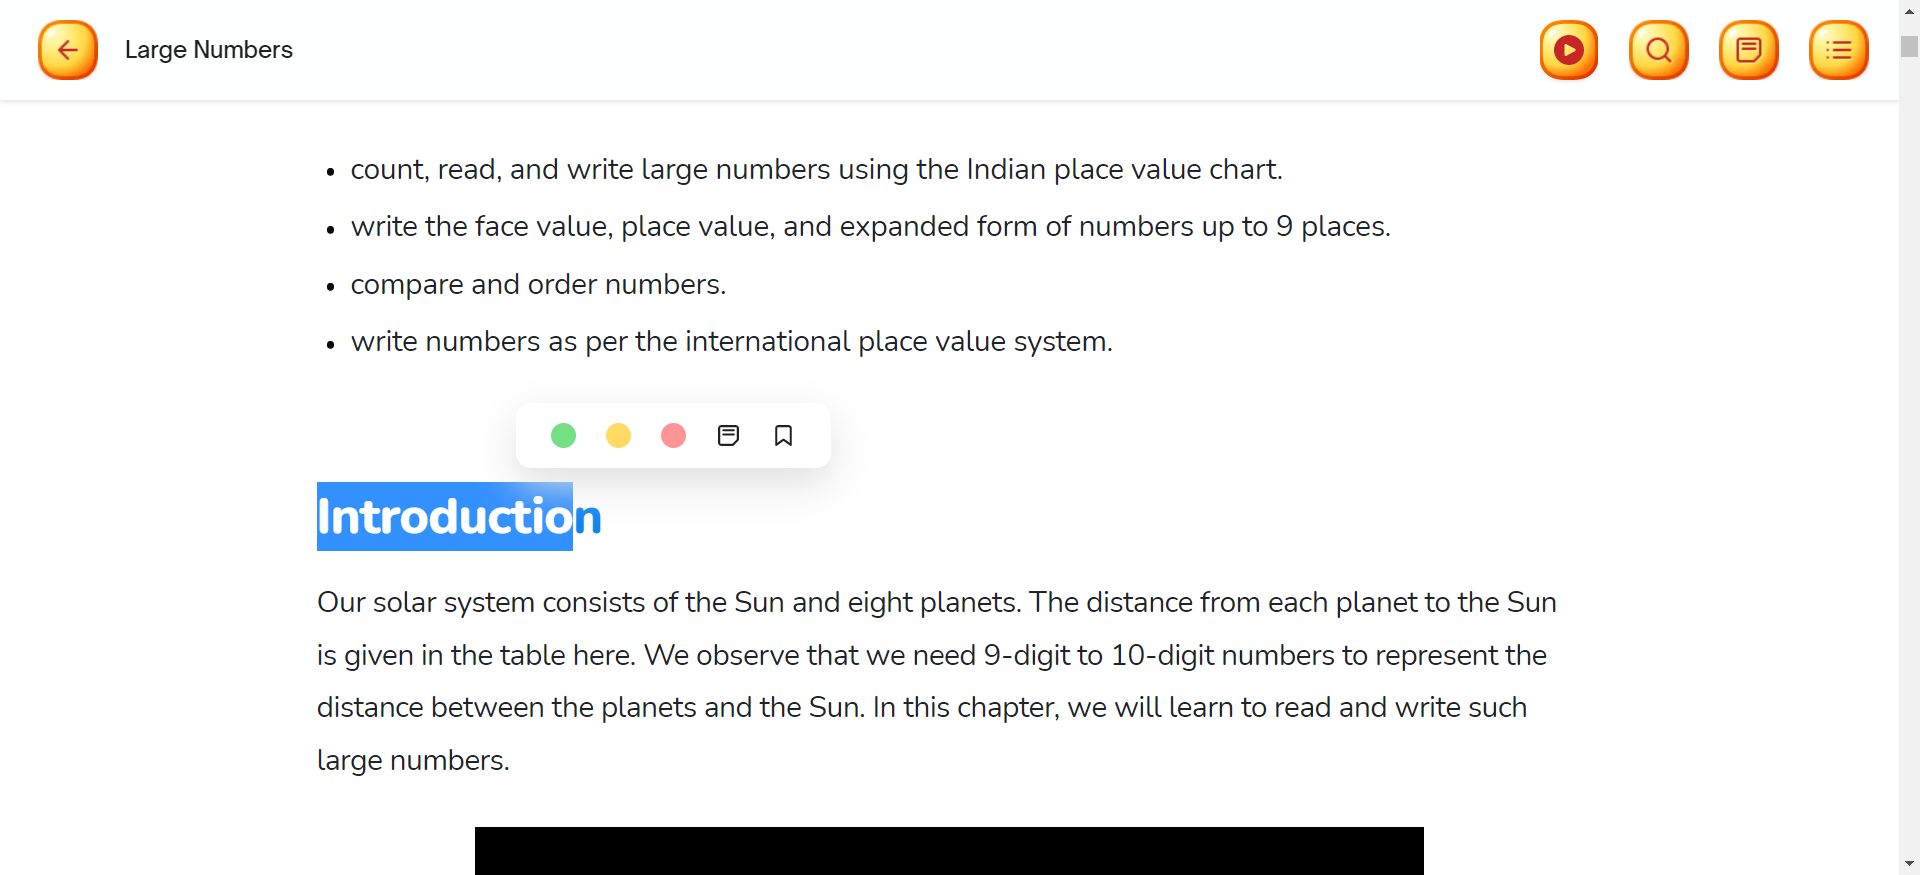 Large Numbers
count, read, and write large numbers using the Indian place value chart.
write the face value, place value, and expanded form of numbers up to 9 places.
compare and order numbers.
write numbers as per the international place value system.
Introduction
Our solar system consists of the Sun and eight planets. The distance from each planet to the Sun
is given in the table here. We observe that we need 9-digit to 10-digit numbers to represent the
distance between the planets and the Sun. In this chapter, we will learn to read and write such
large numbers.